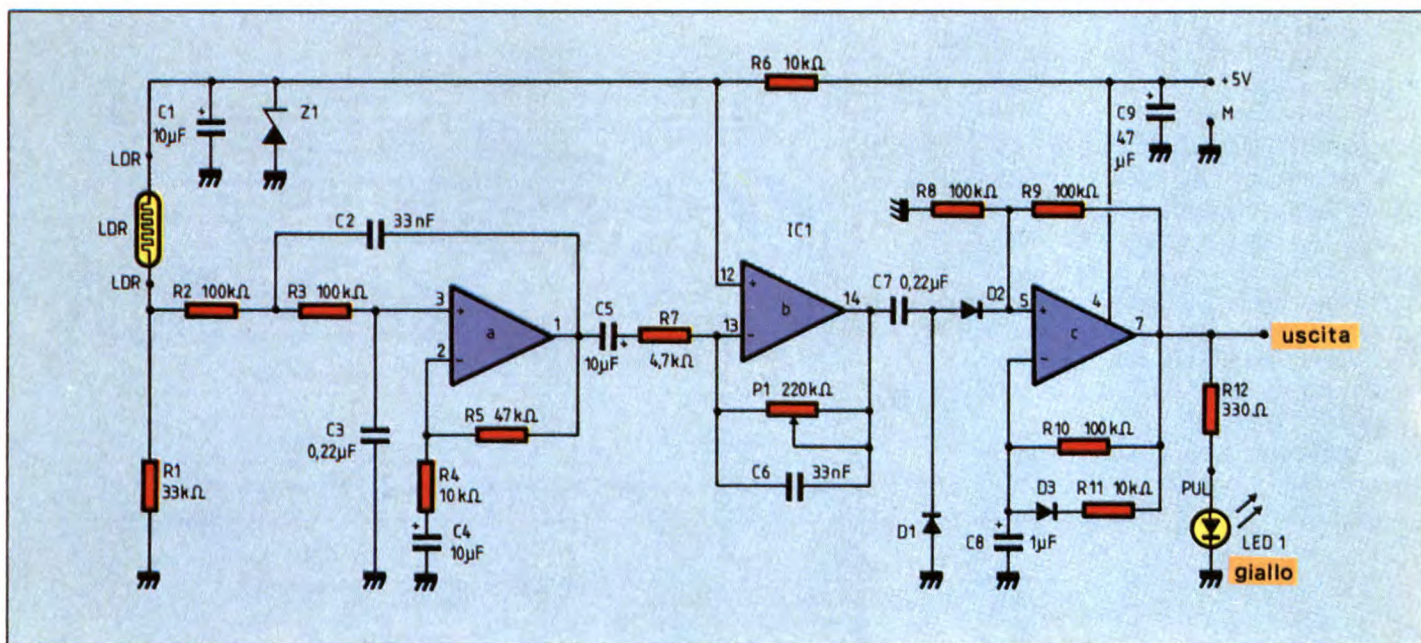 R6 10kΩ
+5V
C1
10µF
Z1
C9
47
µF
M
LDR
LDR
LDR
R8 100kΩ
R9 100kΩ
C2 33nF
IC1
R2 100kΩ
R3 100kΩ
3
+
a
1
2
-
C5
10µF
+
R7
4,7kΩ
12
+
b
14
13
-
C7 0,22µF
D2
5
+
c
4
7
-
uscita
P1 220kΩ
R5 47kΩ
R12
330Ω
C3
0,22µF
R10 100kΩ
R1
33kΩ
R4
10kΩ
C6 33nF
D3
R11 10kΩ
PUL
C4
10µF
D1
C8
1µF
LED 1
giallo